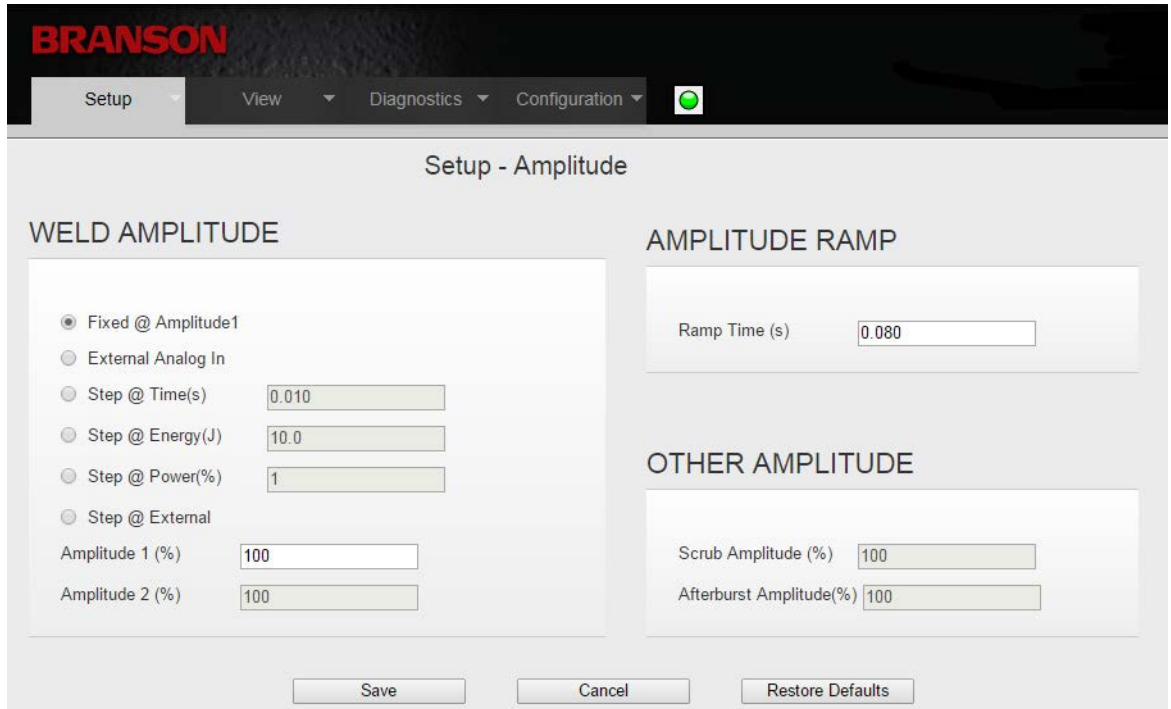 BRANSON
Setup View Diagnostics Configuration
Setup - Amplitude
WELD AMPLITUDE
Fixed @ Amplitude1
External Analog In
Step @ Time(s) 0.010
Step @ Energy(J) 10.0
Step @ Power(%) 1
Step @ External
Amplitude 1 (%) 100
Amplitude 2 (%) 100
AMPLITUDE RAMP
Ramp Time (s) 0.080
OTHER AMPLITUDE
Scrub Amplitude (%) 100
Afterburst Amplitude(%) 100
Save Cancel Restore Defaults